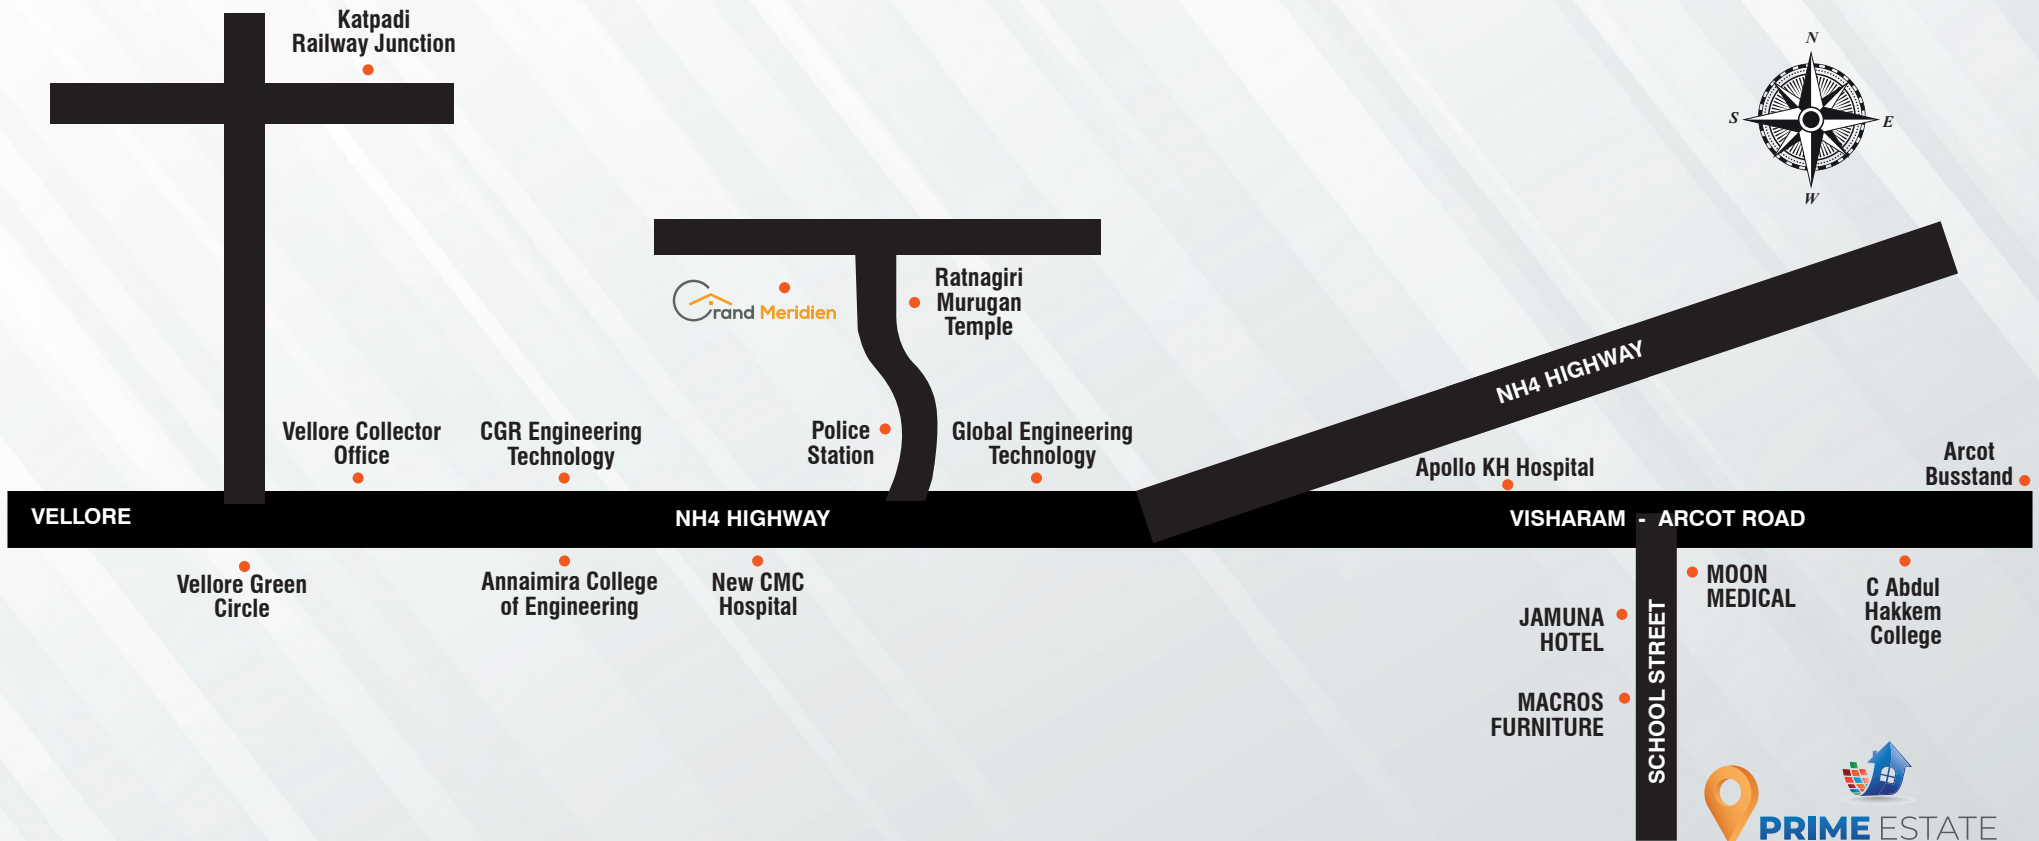 Katpadi
Railway Junction
N
S
E
W
Grand Meridien
Ratnagiri
Murugan
Temple
NH4 HIGHWAY
Vellore Collector
Office
CGR Engineering
Technology
Police
Station
Global Engineering
Technology
Apollo KH Hospital
Arcot
Busstand
VELLORE
NH4 HIGHWAY
VISHARAM - ARCOT ROAD
Vellore Green
Circle
Annaimira College
of Engineering
New CMC
Hospital
JAMUNA
HOTEL
MACROS
FURNITURE
SCHOOL STREET
MOON
MEDICAL
C Abdul
Hakkem
College
PRIME ESTATE